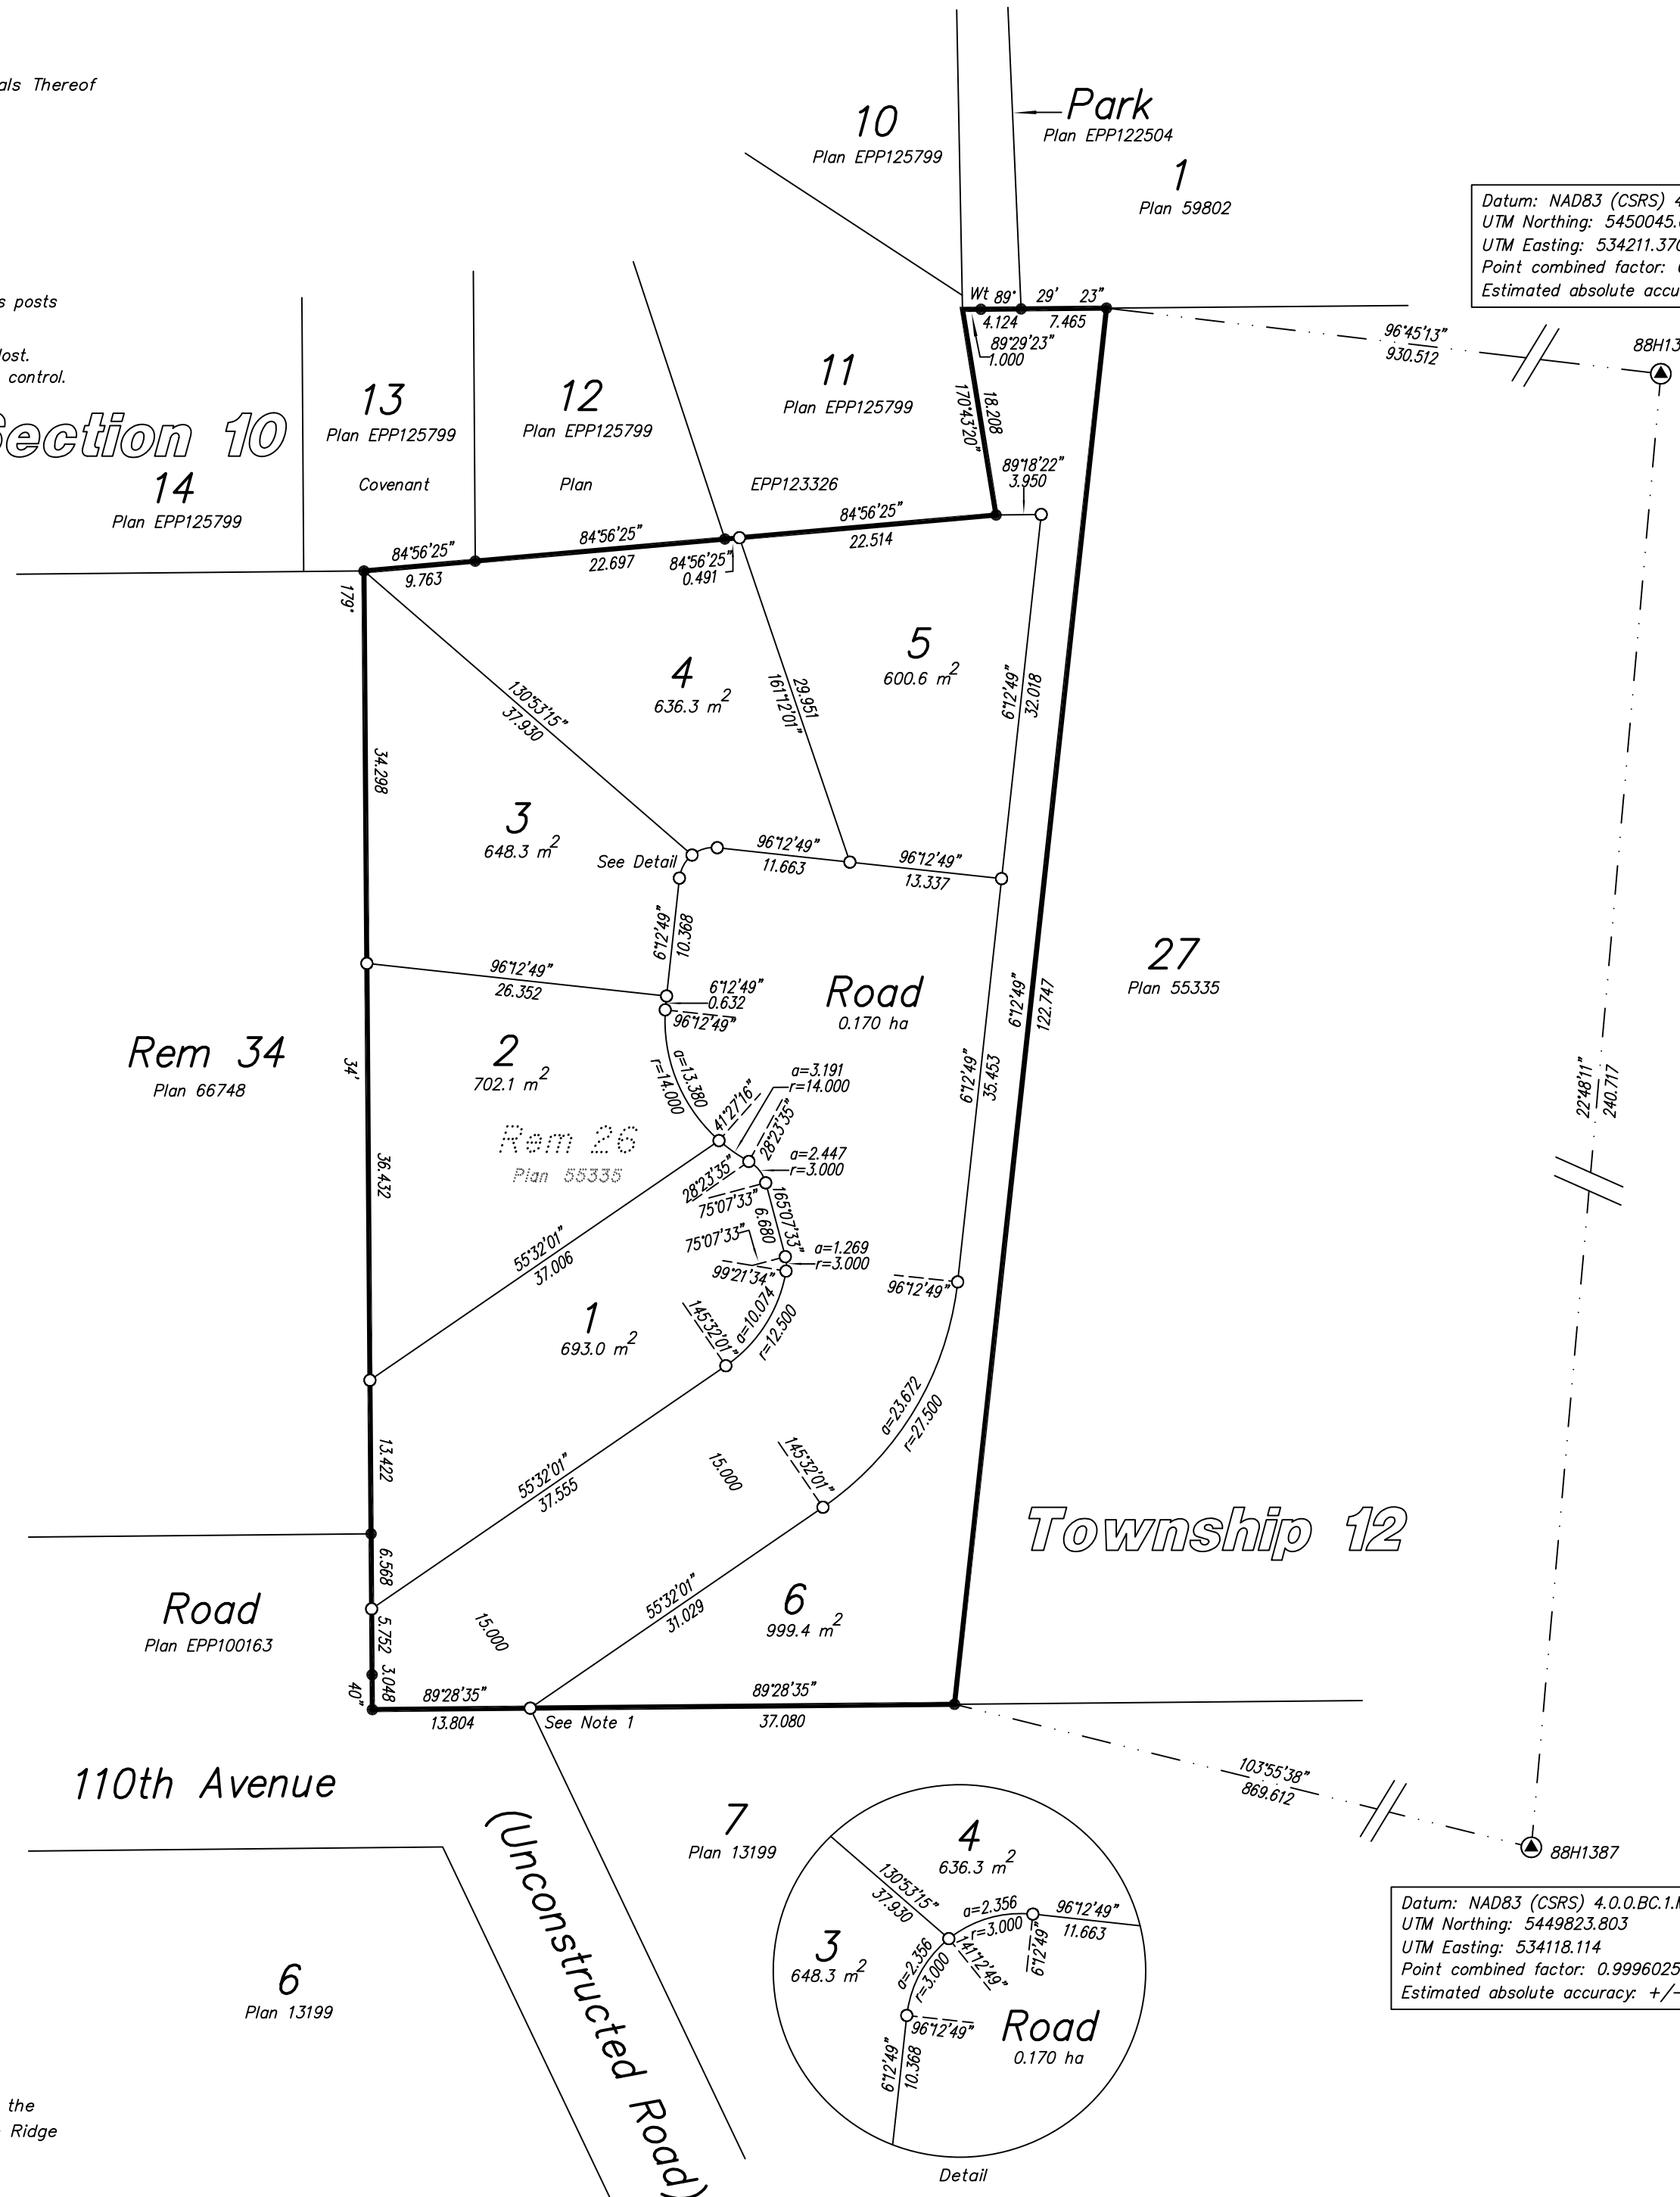 als Thereof
s posts
lost.
control.
Section 10
14
Plan EPP125799
13
Plan EPP125799
Covenant
12
Plan EPP125799
Plan
11
Plan EPP125799
EPP123326
10
Plan EPP125799
Park
Plan EPP122504
1
Plan 59802
Datum: NAD83 (CSRS) 4
UTM Northing: 5450045.
UTM Easting: 534211.370
Point combined factor:
Estimated absolute accu
Wt 89° 29' 23"
4.124 7.465
89°29'23"
1.000
96°45'13"
930.512
88H13
170°43'20"
18.208
89°18'22"
3.950
84°56'25"
9.763
84°56'25"
22.697
84°56'25"
0.491
84°56'25"
22.514
179°
34.298
130°53'15"
37.930
4
636.3 m2
161°12'01"
29.951
5
600.6 m2
6°12'49"
32.018
3
648.3 m2
See Detail
96°12'49"
11.663
96°12'49"
13.337
6°12'49"
10.368
96°12'49"
26.352
6°12'49"
0.632
96°12'49"
Road
0.170 ha
6°12'49"
122.747
27
Plan 55335
Rem 34
Plan 66748
34'
2
702.1 m2
a=13.380
r=14.000
41°27'16"
a=3.191
r=14.000
28°23'35"
6°12'49"
35.453
22°48'11"
240.717
Rem 26
Plan 55335
28°23'35"
a=2.447
r=3.000
75°07'33"
165°07'33"
6.680
36.432
75°07'33"
a=1.269
r=3.000
99°21'34"
55°32'01"
37.006
96°12'49"
1
693.0 m2
145°32'01"
a=10.074
r=12.500
a=23.672
r=27.500
13.422
55°32'01"
37.555
15.000
145°32'01"
Township 12
6.568
Road
Plan EPP100163
5.752
15.000
55°32'01"
31.029
6
999.4 m2
40"
3.048
89°28'35"
13.804
See Note 1
89°28'35"
37.080
110th Avenue
(Unconstructed Road)
7
Plan 13199
103°55'38"
869.612
88H1387
6
Plan 13199
4
636.3 m2
130°53'15"
37.930
a=2.356
r=3.000
96°12'49"
11.663
3
648.3 m2
a=2.356
r=3.000
141°12'49"
6°12'49"
96°12'49"
Road
0.170 ha
6°12'49"
10.368
Detail
Datum: NAD83 (CSRS) 4.0.0.BC.1.
UTM Northing: 5449823.803
UTM Easting: 534118.114
Point combined factor: 0.9996025
Estimated absolute accuracy: +/-
the
Ridge